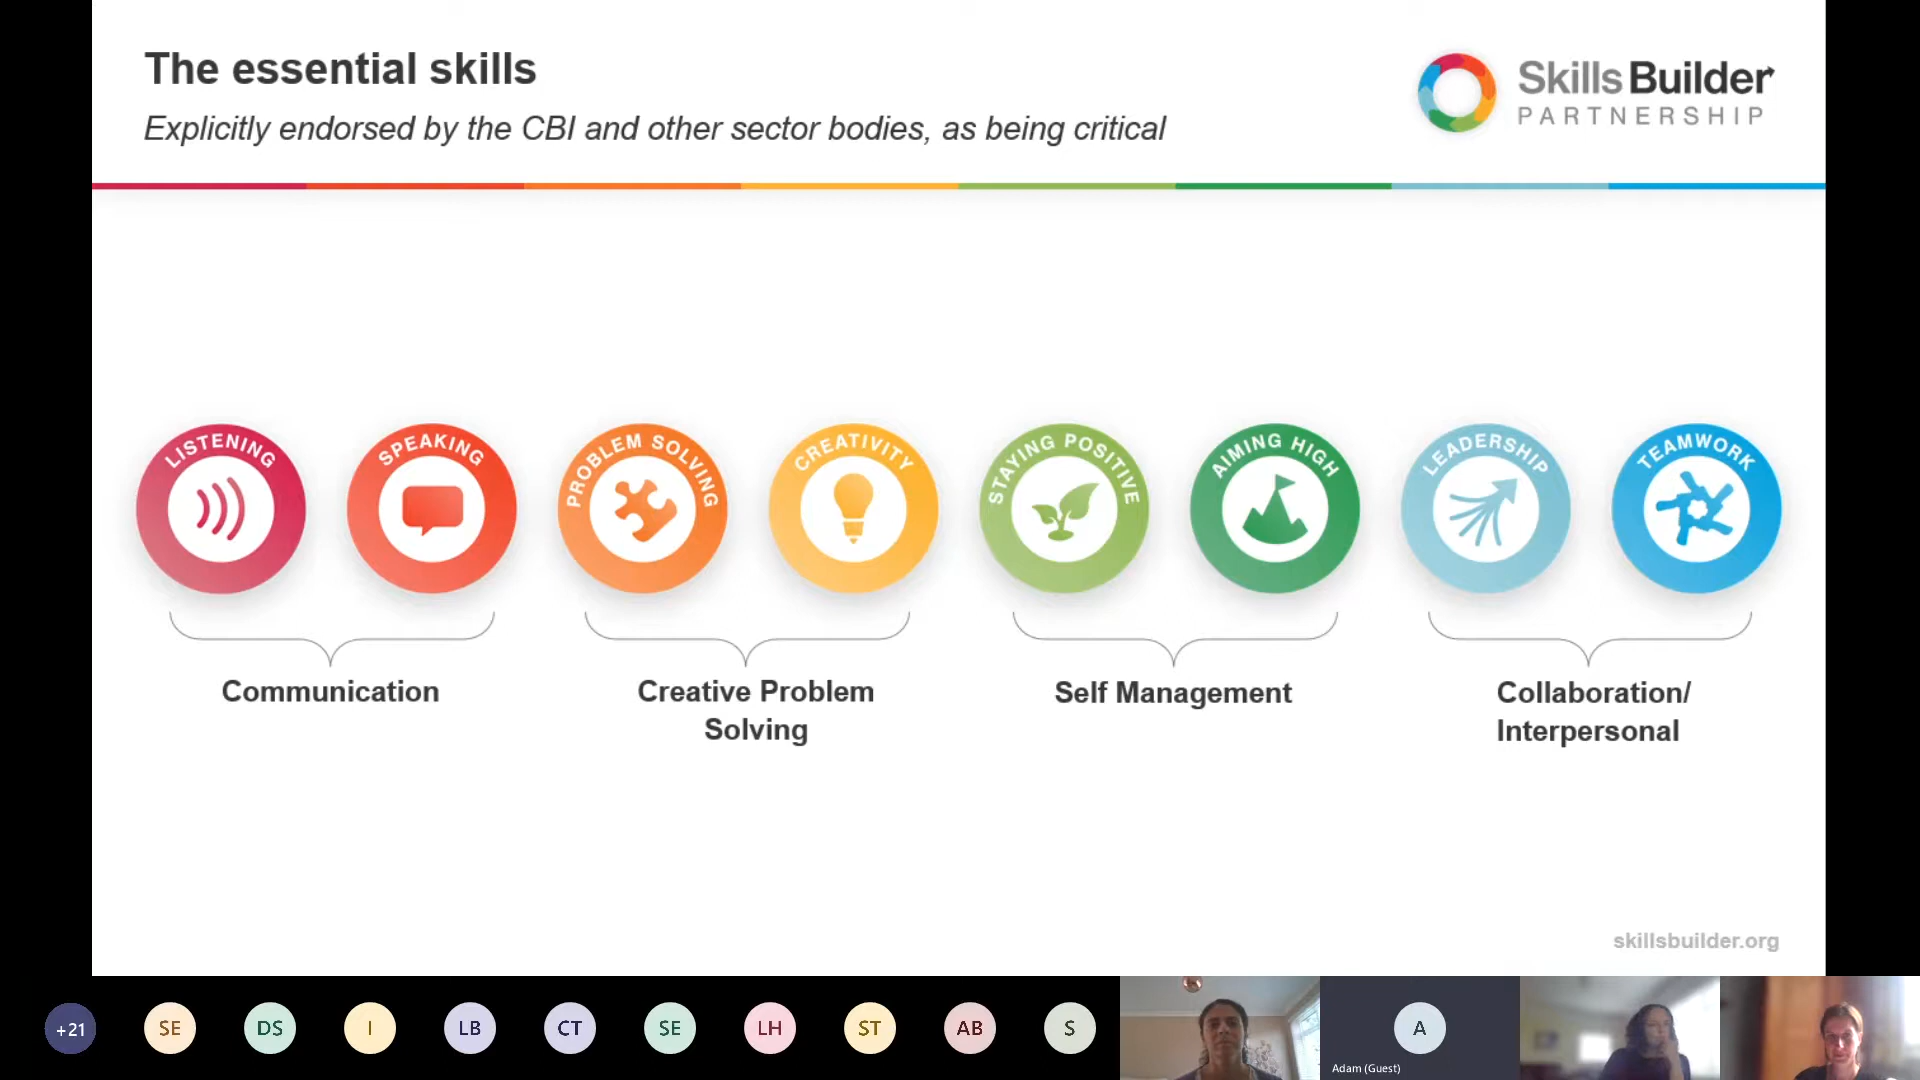 The essential skills
Explicitly endorsed by the CBI and other sector bodies, as being critical
Skills Builder
PARTNERSHIP
LISTENING
SPEAKING
PROBLEM SOLVING
CREATIVITY
STAYING POSITIVE
AIMING HIGH
LEADERSHIP
TEAMWORK
Communication
Creative Problem
Solving
Self Management
Collaboration/
Interpersonal
skillsbuilder.org
+21
SE
DS
I
LB
CT
SE
LH
ST
AB
S
A
Adam (Guest)